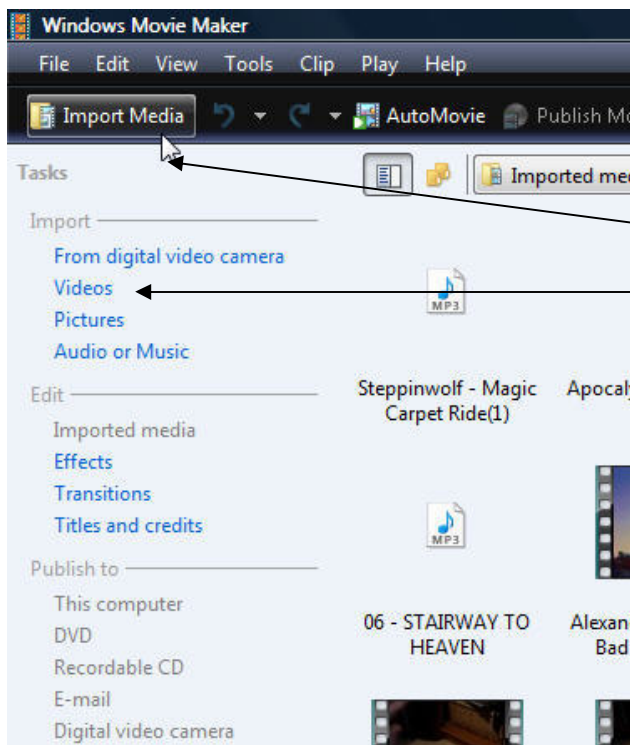 Windows Movie Maker
File Edit View Tools Clip Play Help
Import Media AutoMovie Publish
Tasks
Imported
Import
From digital video camera
Videos
Pictures
Audio or Music
MP3
Steppinwolf - Magic
Carpet Ride(1)
Edit
Imported media
Effects
Transitions
Titles and credits
MP3
Publish to
This computer
DVD
Recordable CD
E-mail
Digital video camera
06 - STAIRWAY TO
HEAVEN
Bad